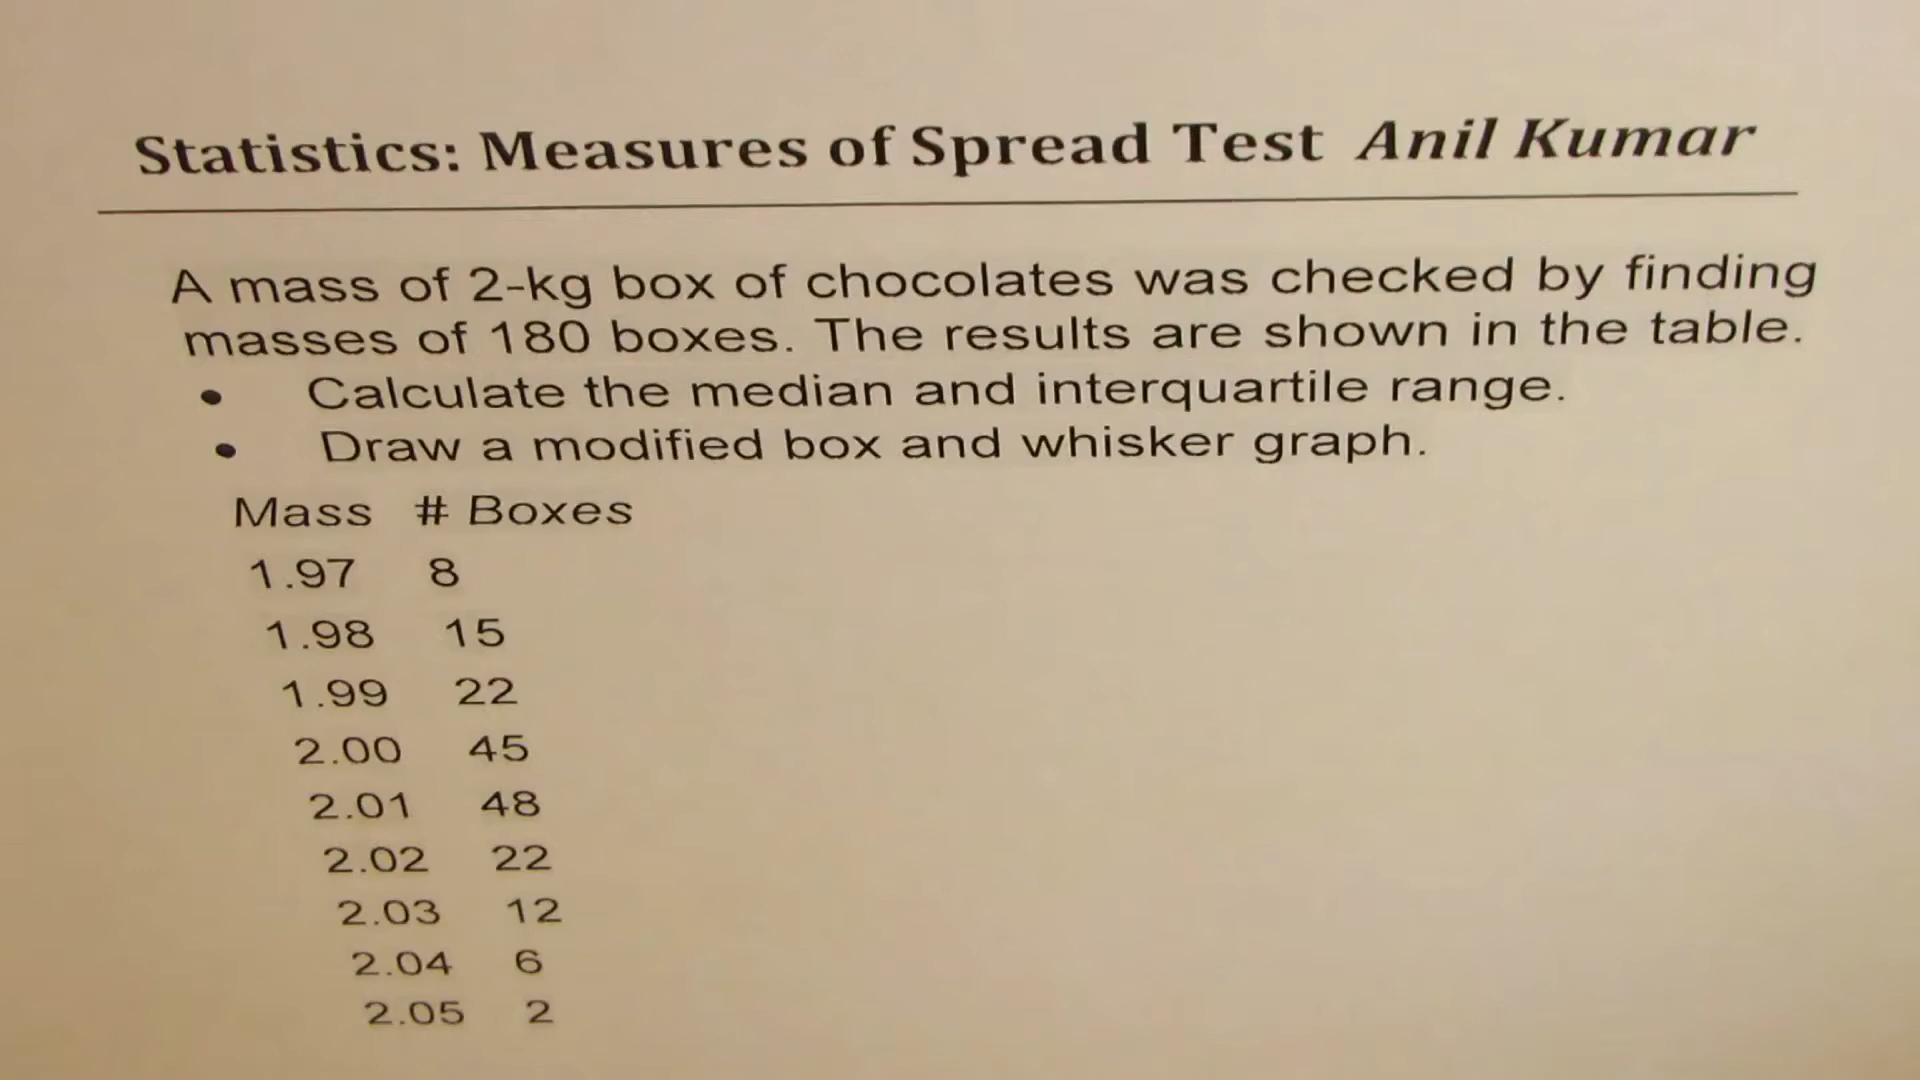 Statistics: Measures of Spread Test Anil Kumar
A mass of 2-kg box of chocolates was checked by finding
masses of 180 boxes. The results are shown in the table.
• Calculate the median and interquartile range.
• Draw a modified box and whisker graph.
Mass # Boxes
1.97 8
1.98 15
1.99 22
2.00 45
2.01 48
2.02 22
2.03 12
2.04 6
2.05 2